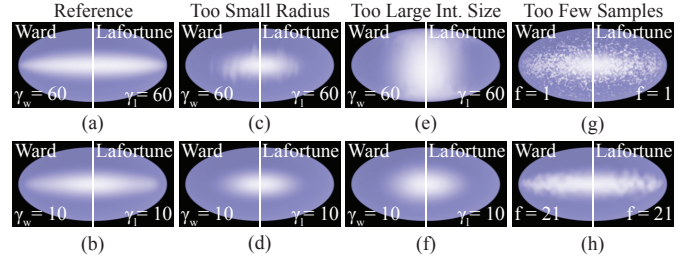 Reference Too Small Radius Too Large Int. Size Too Few Samples
Ward Lafortune Ward Lafortune Ward Lafortune Ward Lafortune
γw = 60 γl = 60 γw = 60 γl = 60 γw = 60 γl = 60 f = 1 f = 1
(a) (c) (e) (g)
Ward Lafortune Ward Lafortune Ward Lafortune Ward Lafortune
γw = 10 γl = 10 γw = 10 γl = 10 γw = 10 γl = 10 f = 21 f = 21
(b) (d) (f) (h)